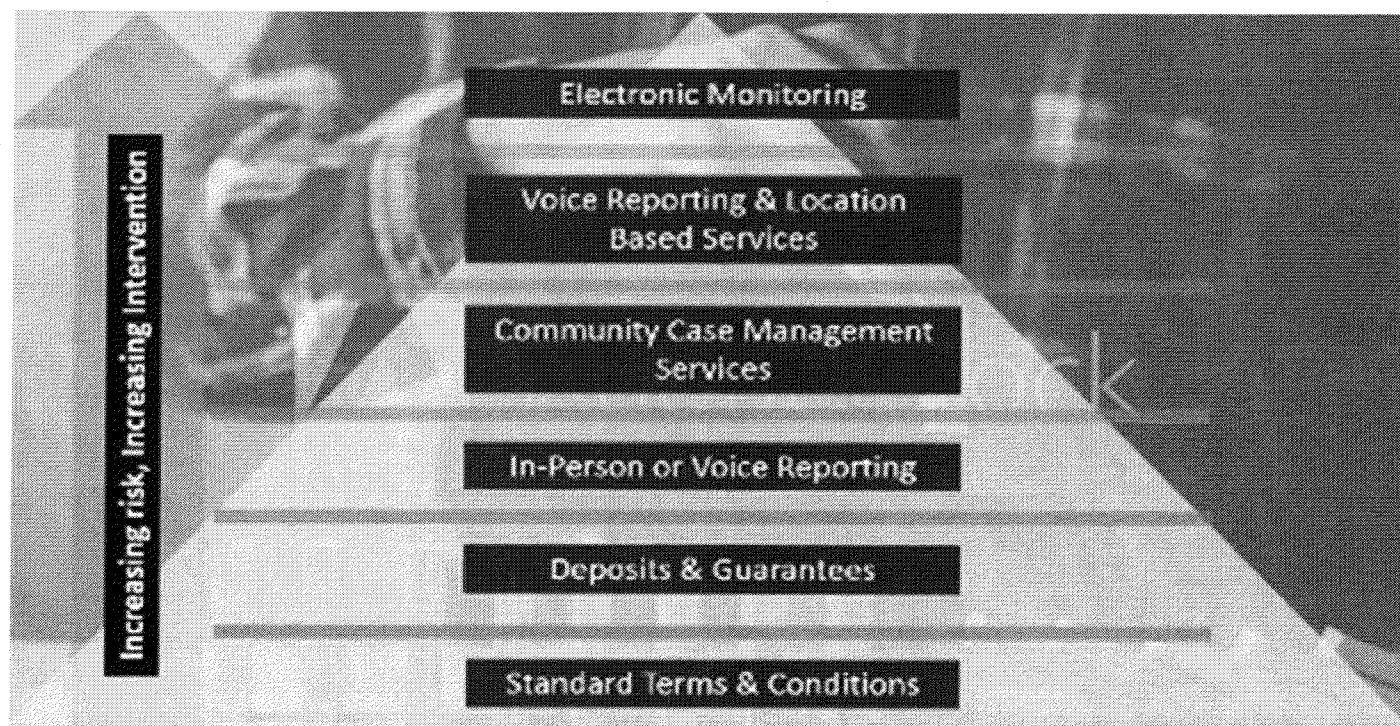 Electronic Monitoring
Voice Reporting & Location
Based Services
Community Case Management
Services
In-Person or Voice Reporting
Deposits & Guarantees
Standard Terms & Conditions
Increasing risk, Increasing Intervention